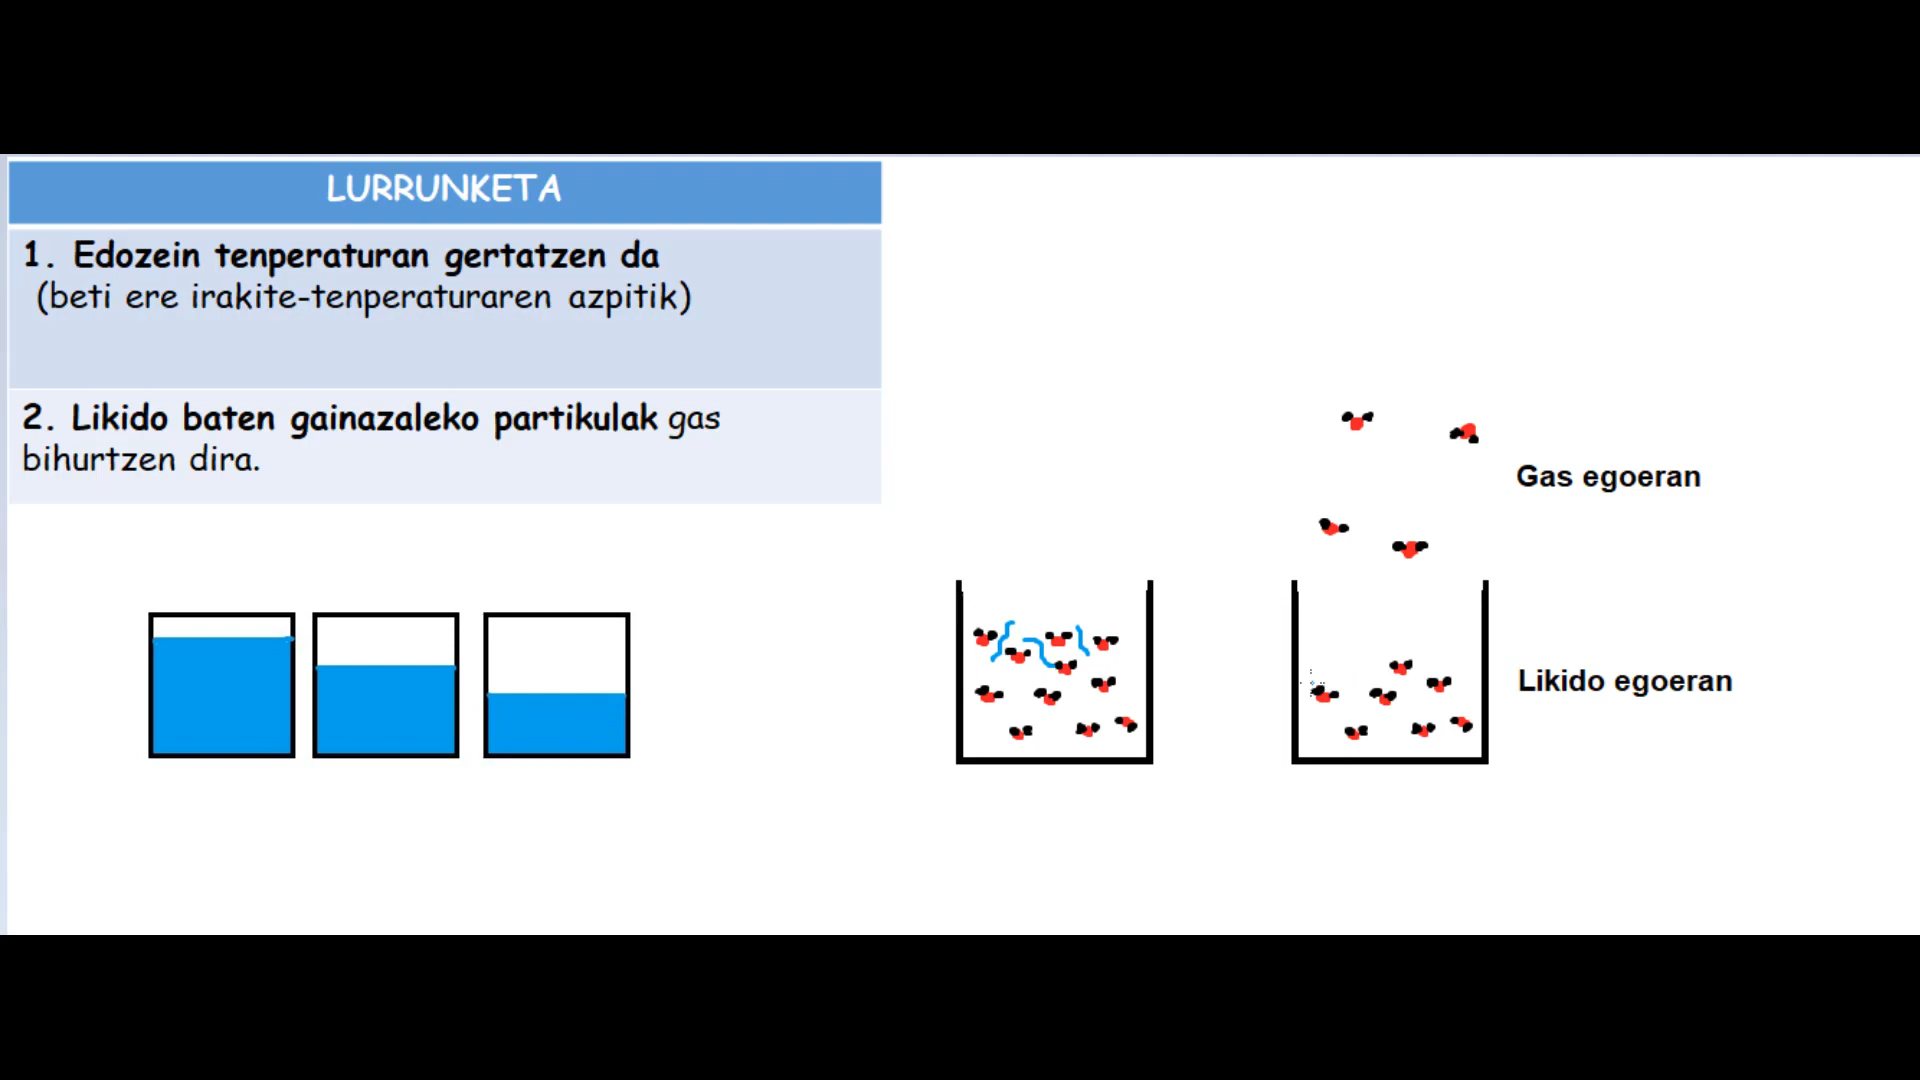 LURRUNKETA
1. Edozein tenperaturan gertatzen da
(beti ere irakite-tenperaturaren azpitik)
2. Likido baten gainazaleko partikulak gas
bihurtzen dira.
Gas egoeran
Likido egoeran